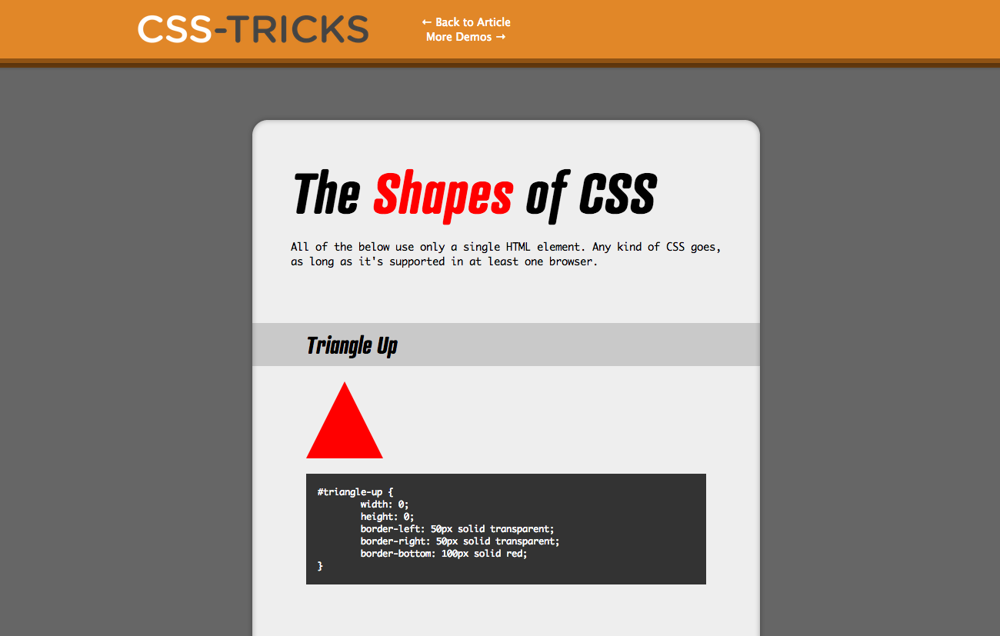 CSS-TRICKS
← Back to Article
More Demos →
The Shapes of CSS
All of the below use only a single HTML element. Any kind of CSS goes,
as long as it's supported in at least one browser.
Triangle Up
#triangle-up {
        width: 0;
        height: 0;
        border-left: 50px solid transparent;
        border-right: 50px solid transparent;
        border-bottom: 100px solid red;
}